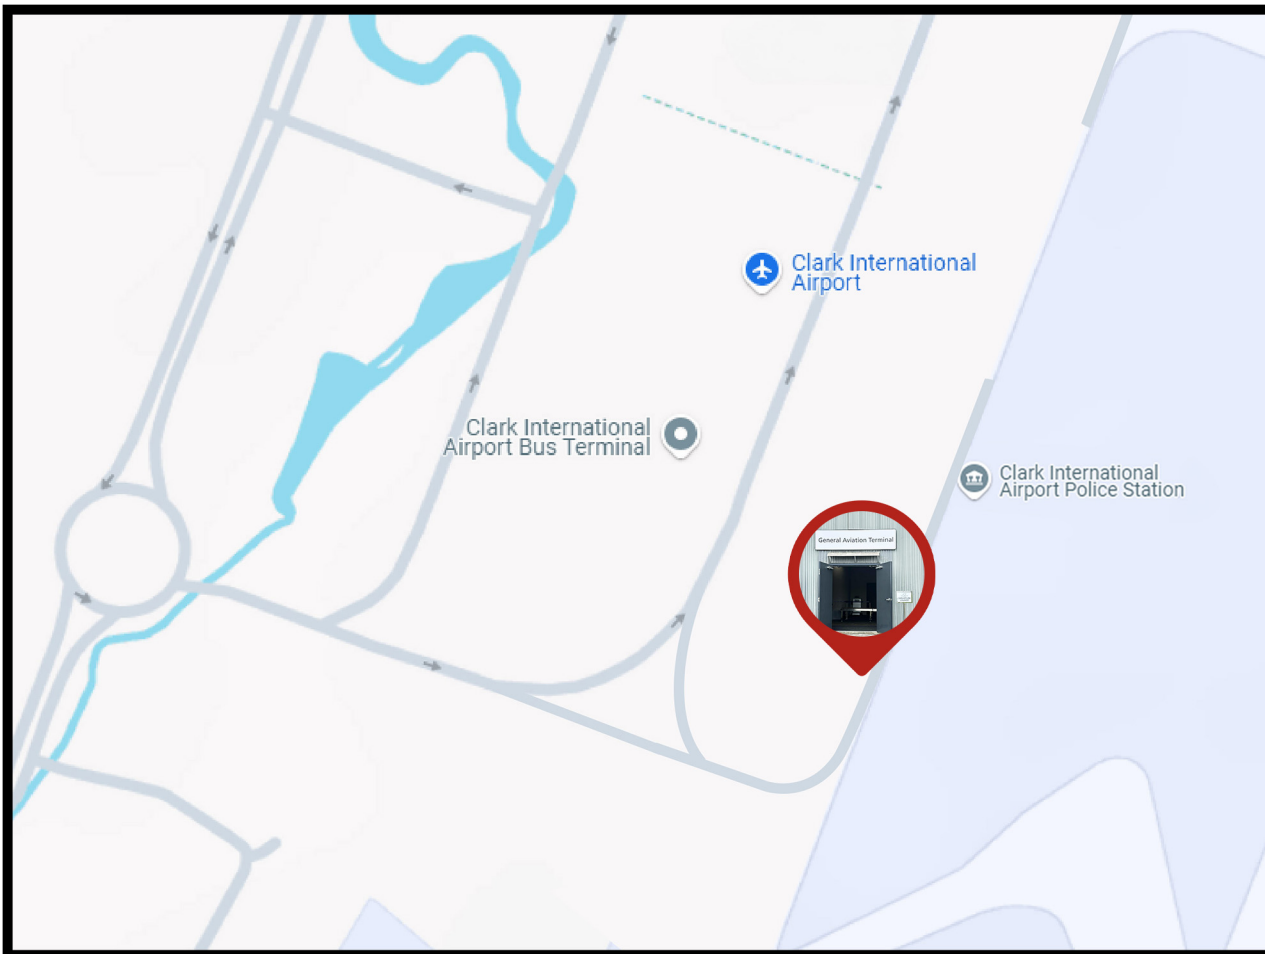 Clark International
Airport
Clark International
Airport Bus Terminal
Clark International
Airport Police Station
General Aviation Terminal